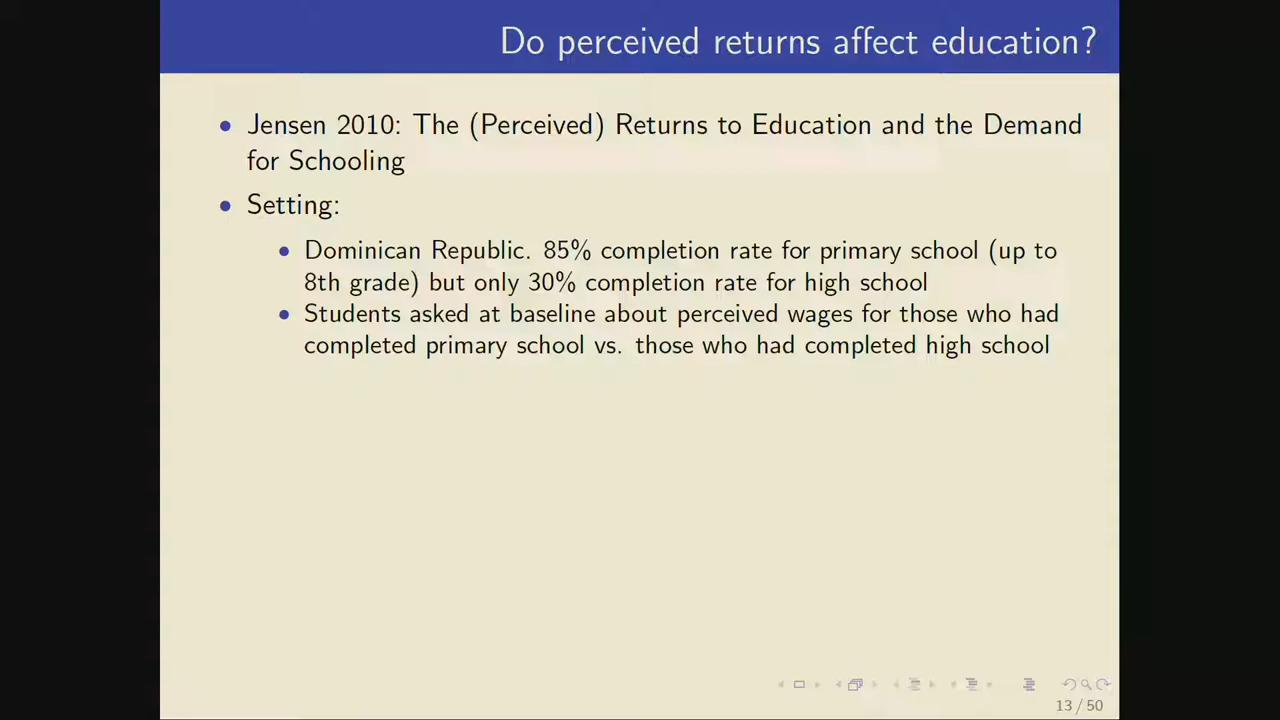 Do perceived returns affect education?
• Jensen 2010: The (Perceived) Returns to Education and the Demand
for Schooling
• Setting:
• Dominican Republic. 85% completion rate for primary school (up to
8th grade) but only 30% completion rate for high school
• Students asked at baseline about perceived wages for those who had
completed primary school vs. those who had completed high school
13 / 50